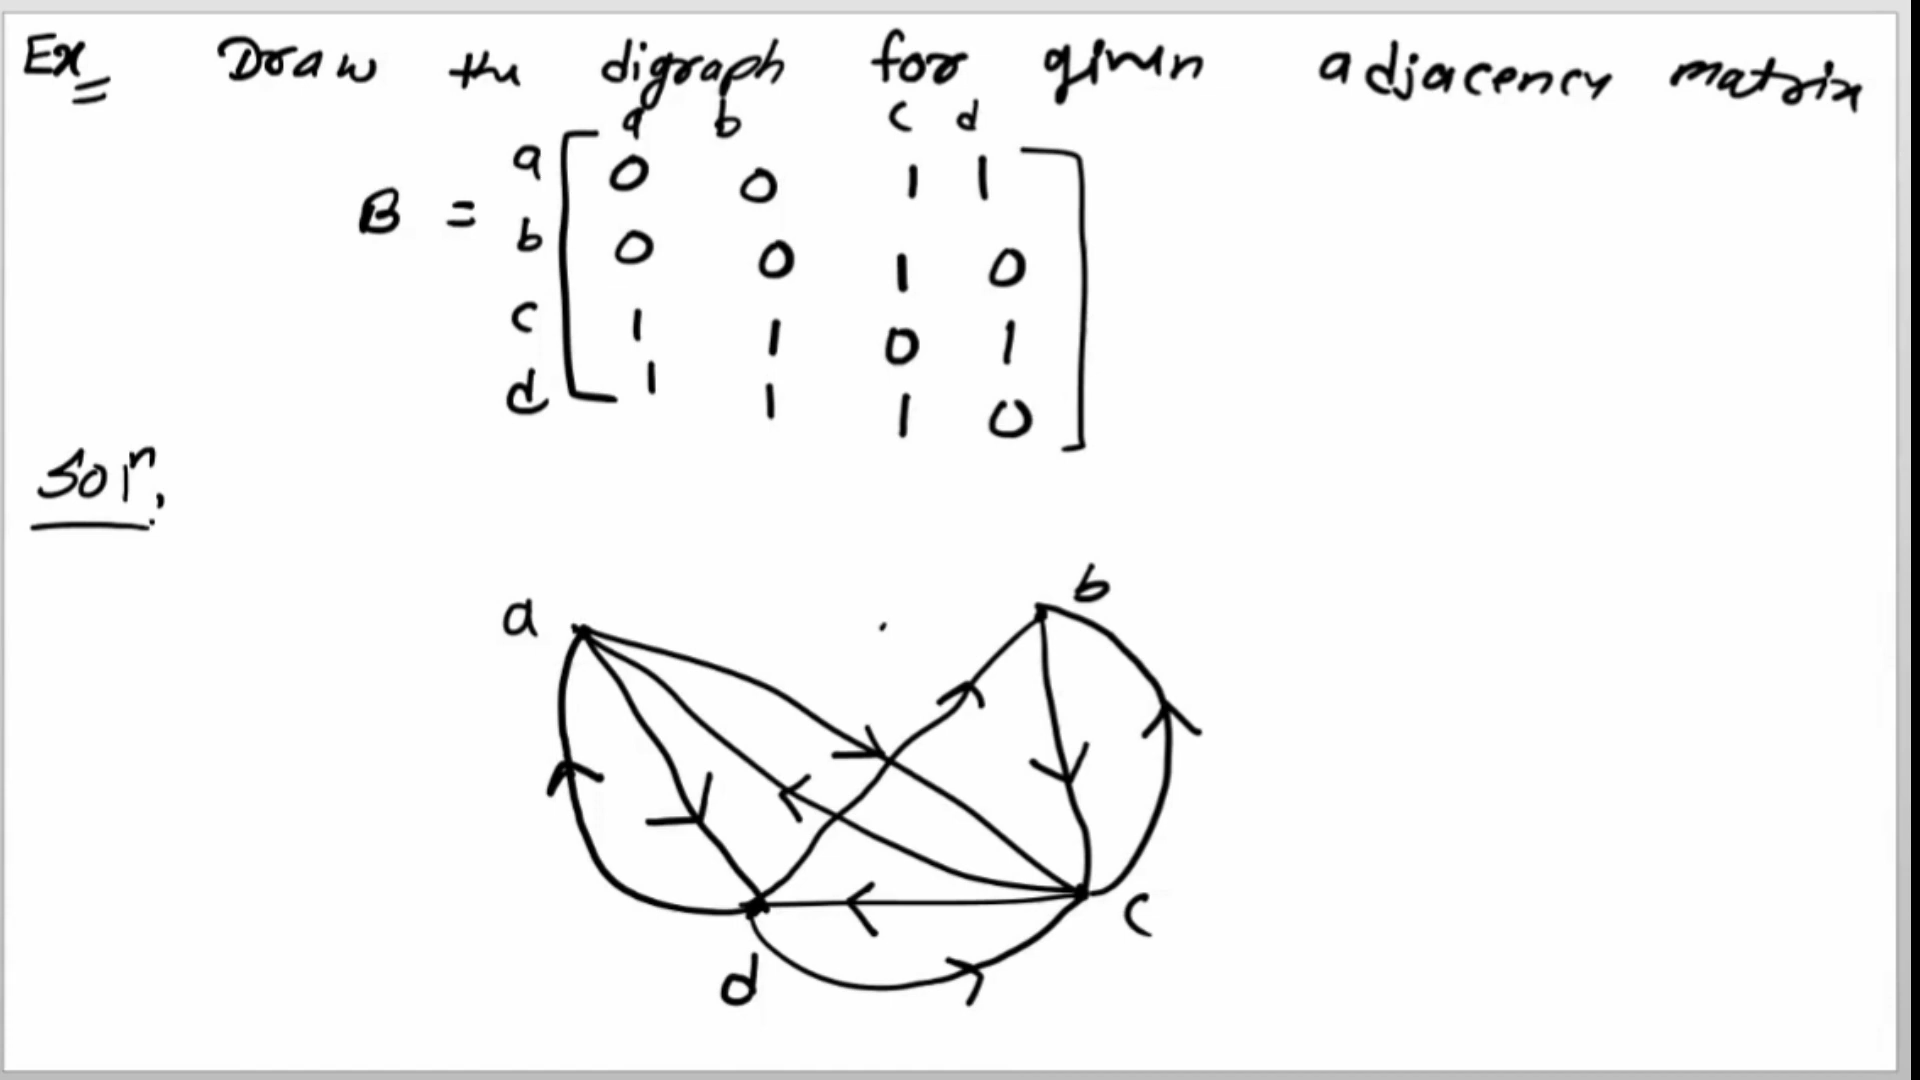 Ex Draw the digraph for given adjacency matrix
a b c d
a 0 0 1 1
B =
b 0 0 1 0
c 1 1 0 1
d 1 1 1 0
Solⁿ.
a b
d c